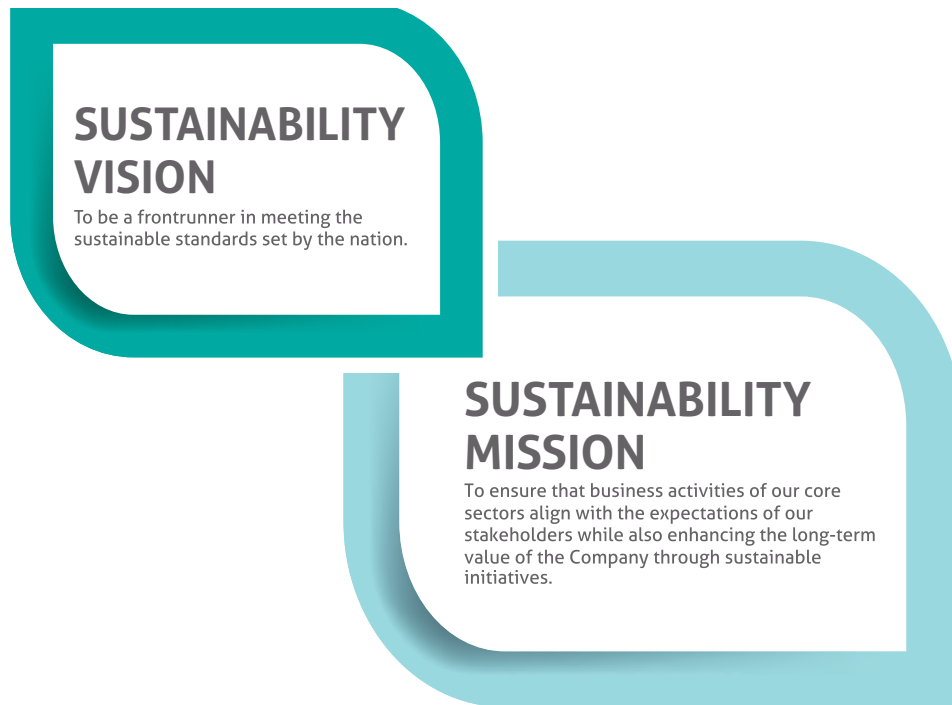 SUSTAINABILITY
VISION
To be a frontrunner in meeting the
sustainable standards set by the nation.
SUSTAINABILITY
MISSION
To ensure that business activities of our core
sectors align with the expectations of our
stakeholders while also enhancing the long-term
value of the Company through sustainable
initiatives.